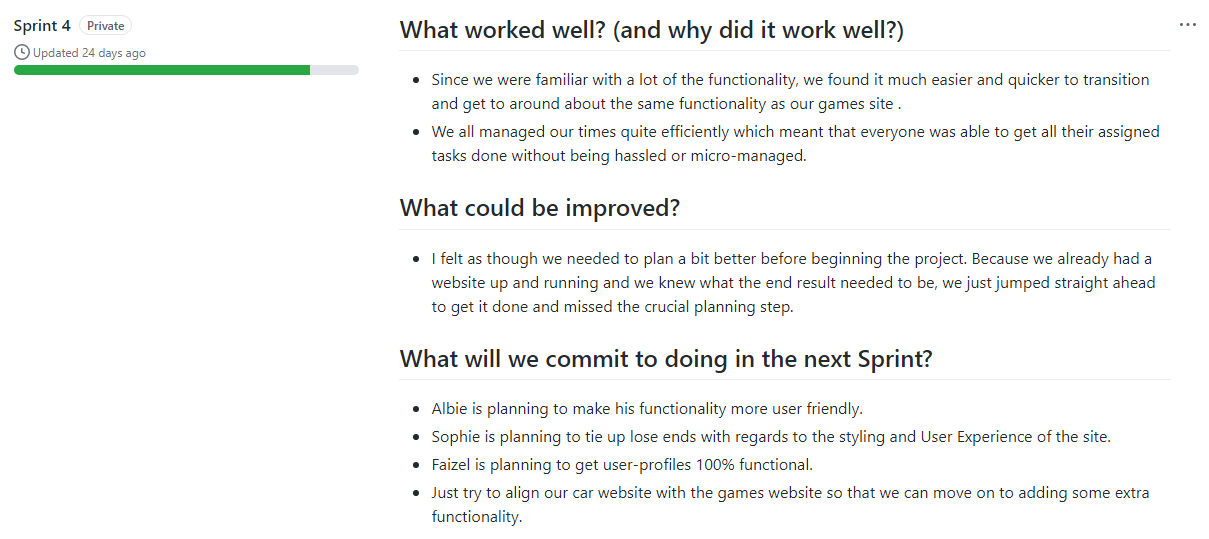 Sprint 4 Private
Updated 24 days ago
What worked well? (and why did it work well?)
Since we were familiar with a lot of the functionality, we found it much easier and quicker to transition
and get to around about the same functionality as our games site .
We all managed our times quite efficiently which meant that everyone was able to get all their assigned
tasks done without being hassled or micro-managed.
What could be improved?
I felt as though we needed to plan a bit better before beginning the project. Because we already had a
website up and running and we knew what the end result needed to be, we just jumped straight ahead
to get it done and missed the crucial planning step.
What will we commit to doing in the next Sprint?
Albie is planning to make his functionality more user friendly.
Sophie is planning to tie up lose ends with regards to the styling and User Experience of the site.
Faizel is planning to get user-profiles 100% functional.
Just try to align our car website with the games website so that we can move on to adding some extra
functionality.